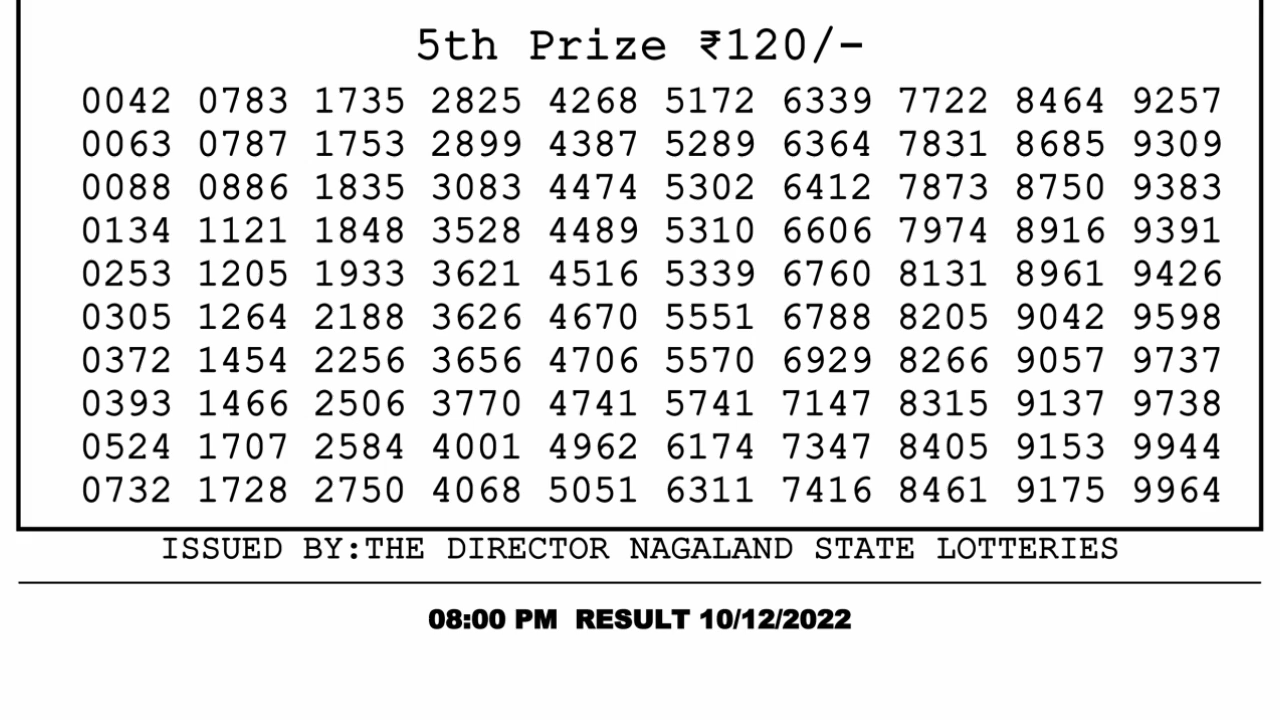 5th Prize ₹120/-
0042 0783 1735 2825 4268 5172 6339 7722 8464 9257
0063 0787 1753 2899 4387 5289 6364 7831 8685 9309
0088 0886 1835 3083 4474 5302 6412 7873 8750 9383
0134 1121 1848 3528 4489 5310 6606 7974 8916 9391
0253 1205 1933 3621 4516 5339 6760 8131 8961 9426
0305 1264 2188 3626 4670 5551 6788 8205 9042 9598
0372 1454 2256 3656 4706 5570 6929 8266 9057 9737
0393 1466 2506 3770 4741 5741 7147 8315 9137 9738
0524 1707 2584 4001 4962 6174 7347 8405 9153 9944
0732 1728 2750 4068 5051 6311 7416 8461 9175 9964
ISSUED BY:THE DIRECTOR NAGALAND STATE LOTTERIES
08:00 PM RESULT 10/12/2022